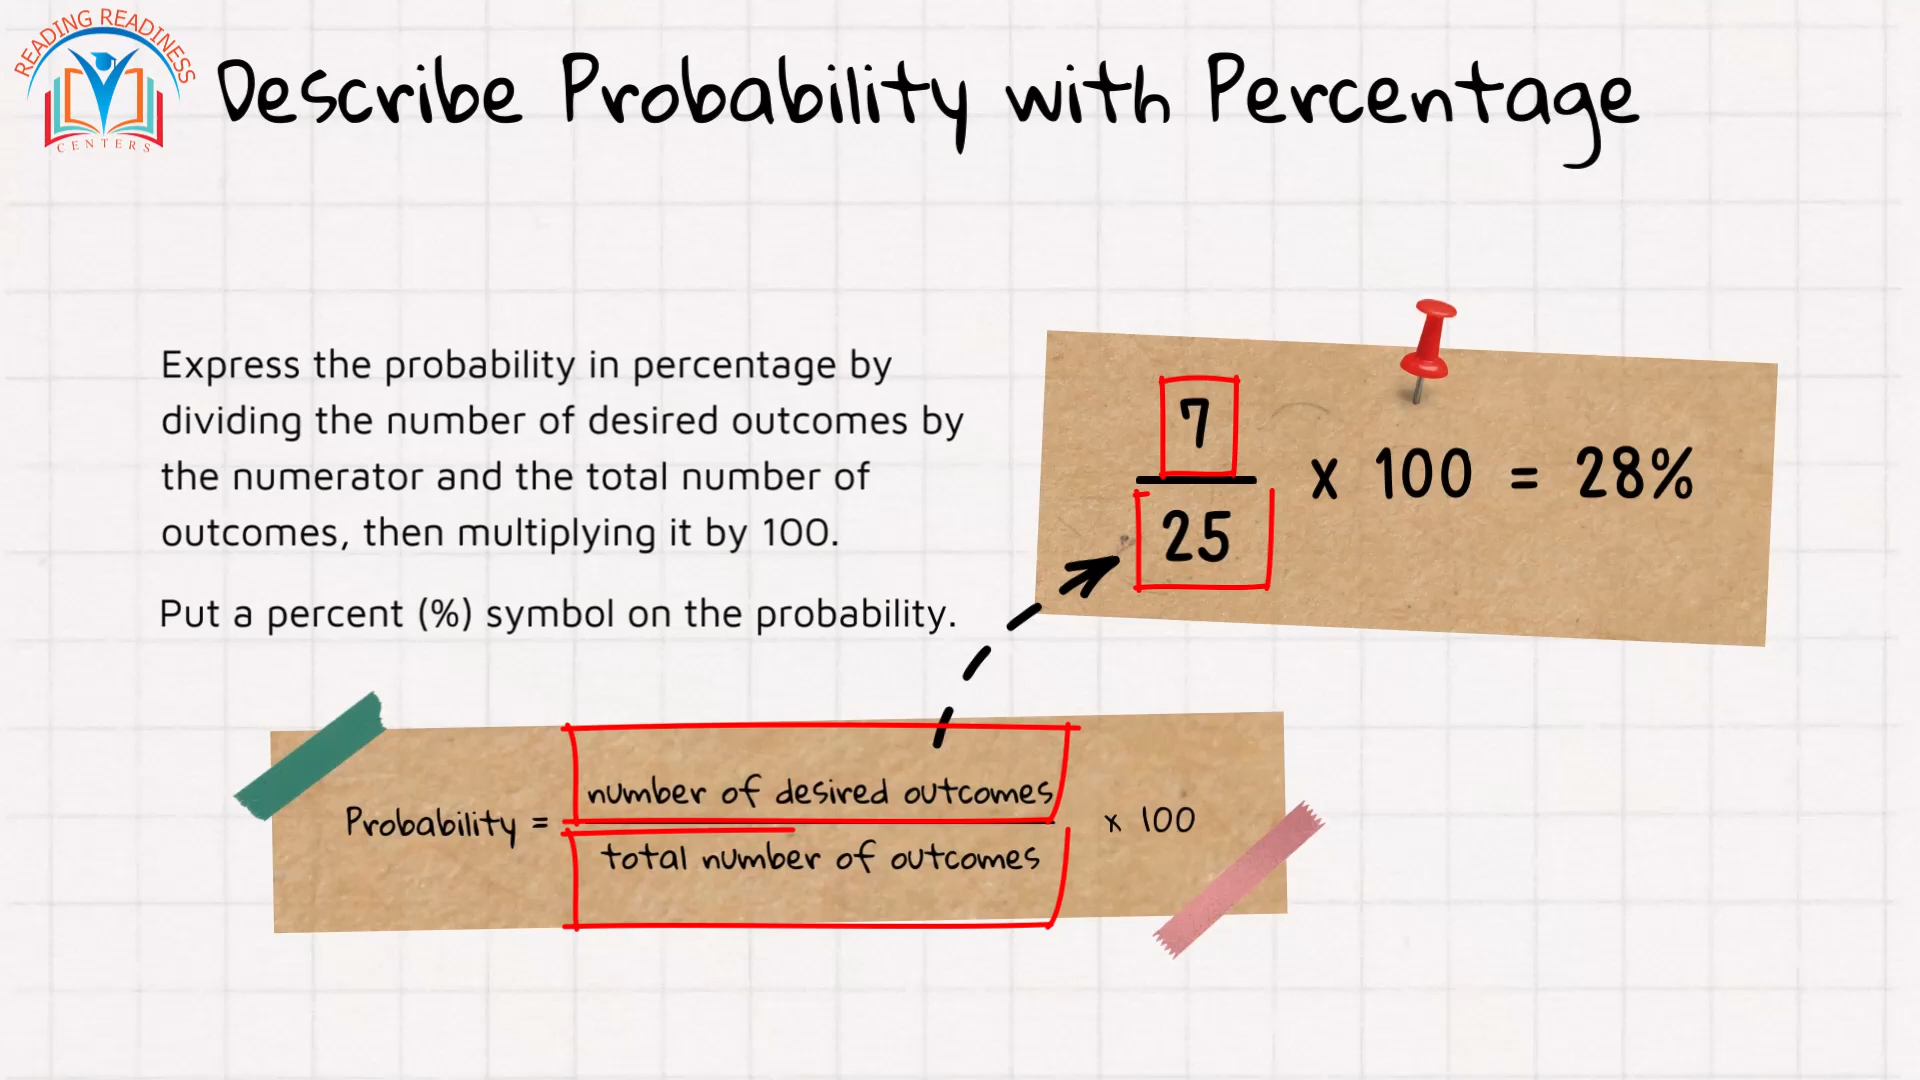 READING READINESS
CENTERS
Describe Probability with Percentage
Express the probability in percentage by
dividing the number of desired outcomes by
the numerator and the total number of
outcomes, then multiplying it by 100.
Put a percent (%) symbol on the probability.
7
25
x 100 = 28%
Probability =
number of desired outcomes
total number of outcomes
x 100